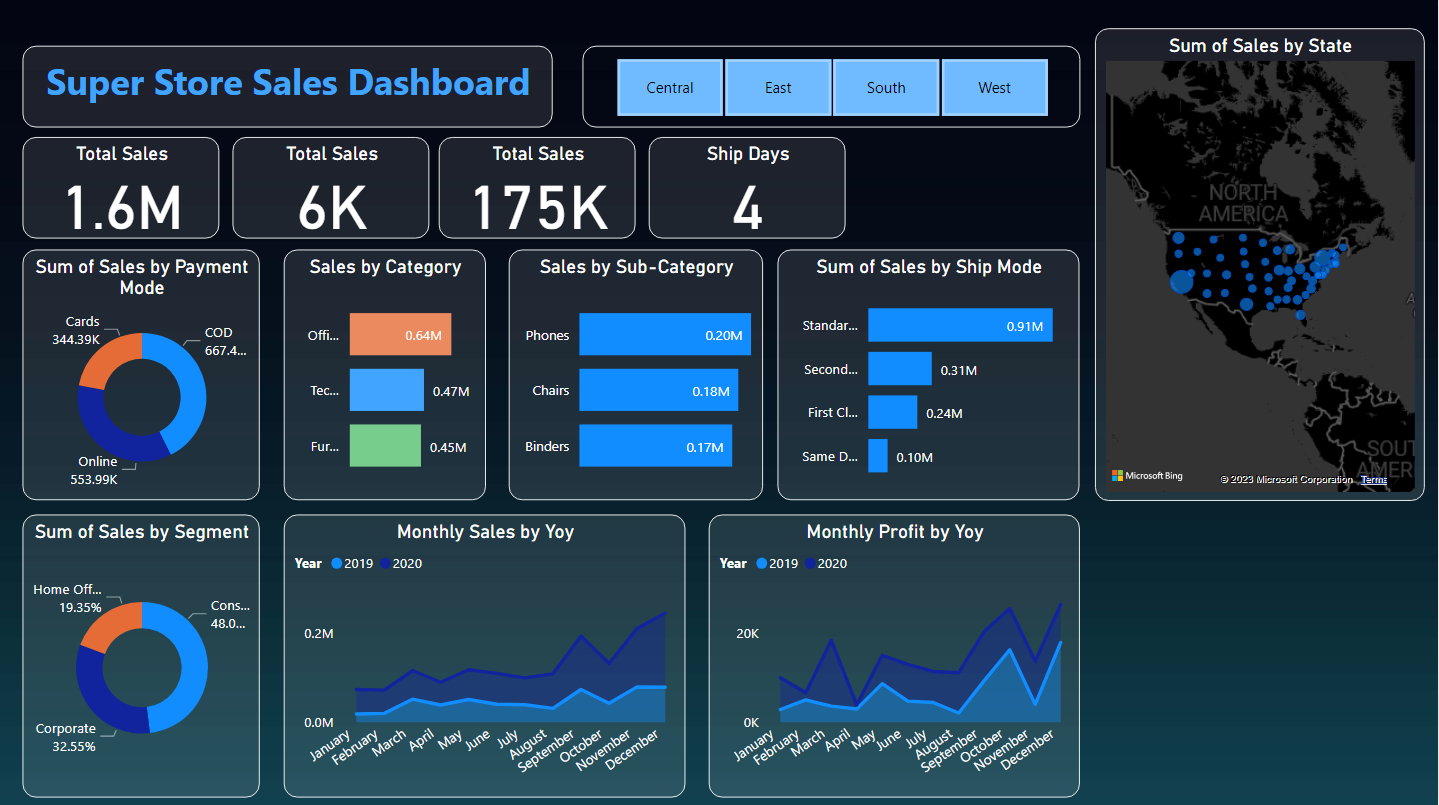 Super Store Sales Dashboard
Central
East
South
West
Sum of Sales by State
NORTH
AMERICA
SOUT
AMER
A
Microsoft Bing
© 2023 Microsoft Corporation
Terms
Total Sales
1.6M
Total Sales
6K
Total Sales
175K
Ship Days
4
Sum of Sales by Payment
Mode
Cards
344.39K
COD
667.4...
Online
553.99K
Sales by Category
Offi...
0.64M
Tec...
0.47M
Fur...
0.45M
Sales by Sub-Category
Phones
0.20M
Chairs
0.18M
Binders
0.17M
Sum of Sales by Ship Mode
Standar...
0.91M
Second...
0.31M
First Cl...
0.24M
Same D...
0.10M
Sum of Sales by Segment
Home Off...
19.35%
Cons...
48.0...
Corporate
32.55%
Monthly Sales by Yoy
Year 2019 2020
0.2M
0.0M
January
February
March
April
May
June
July
August
September
October
November
December
Monthly Profit by Yoy
Year 2019 2020
20K
0K
January
February
March
April
May
June
July
August
September
October
November
December